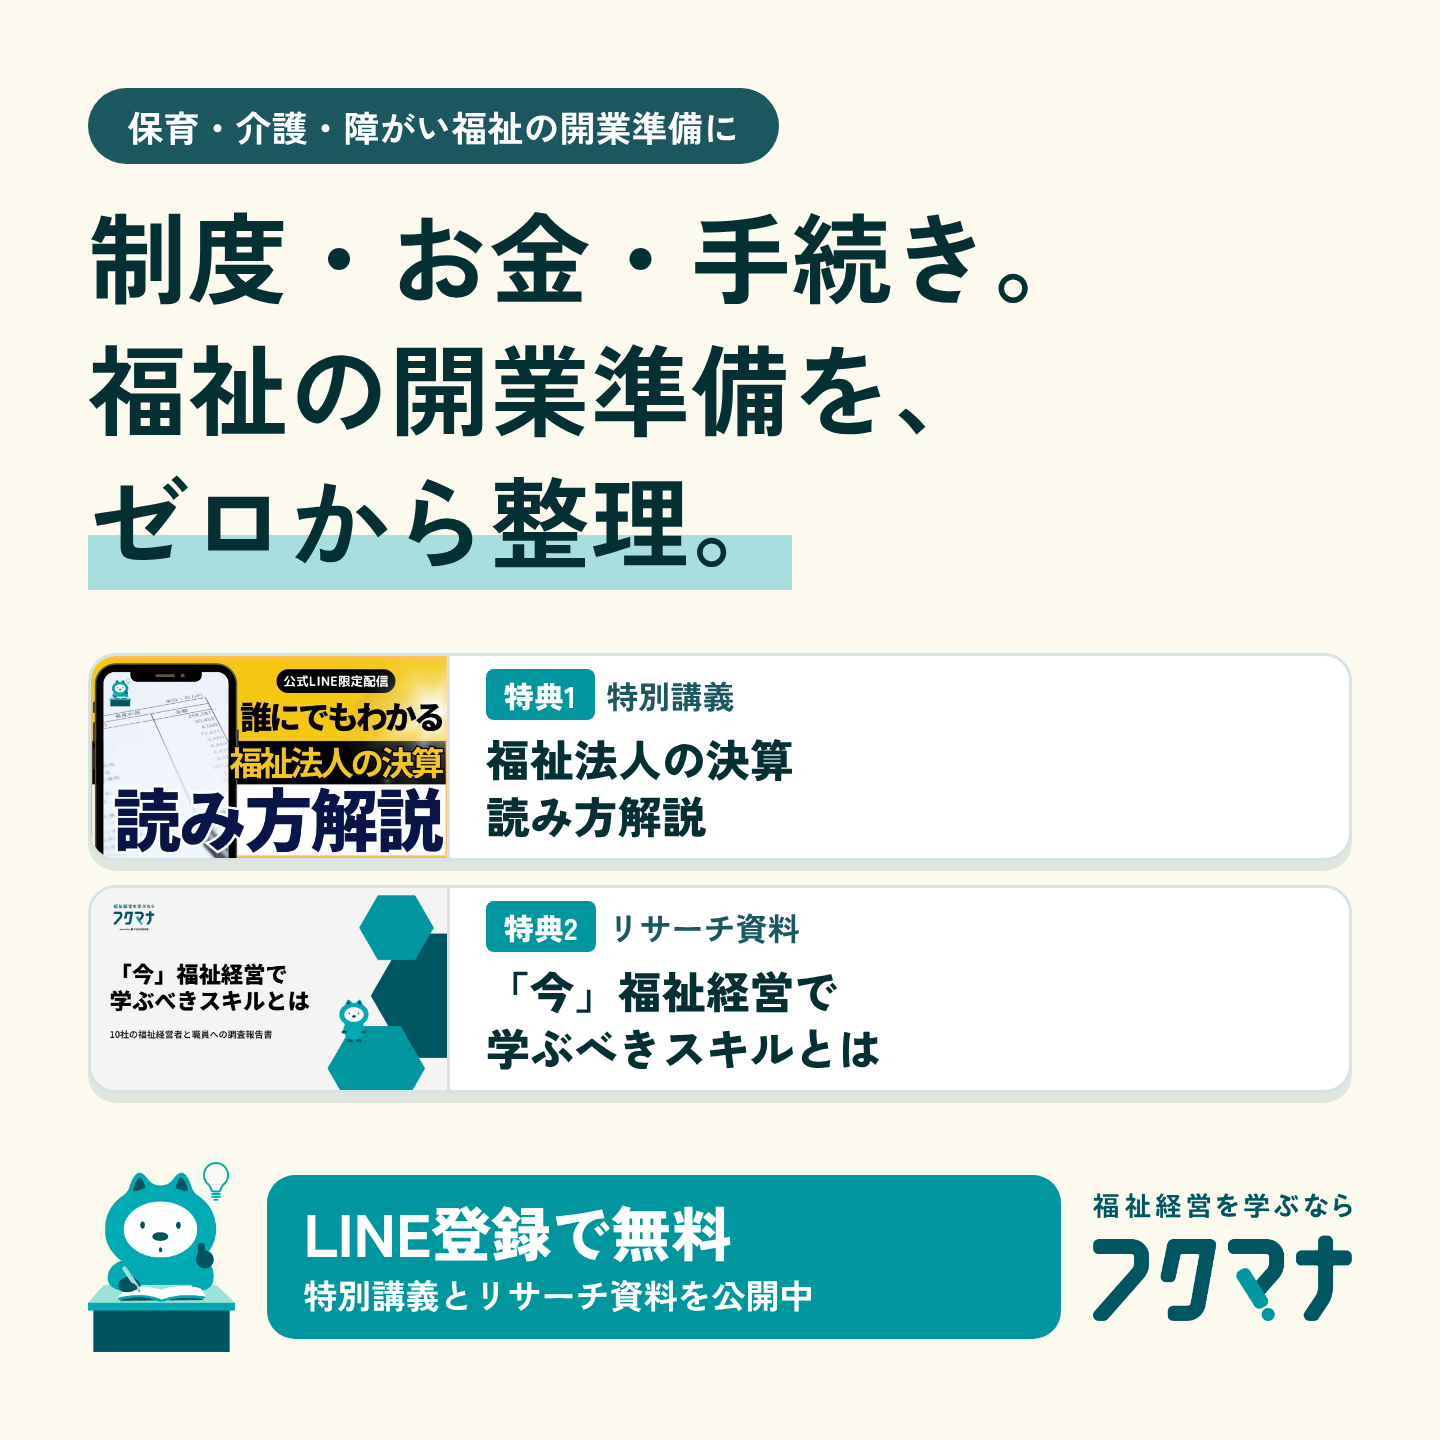 保育・介護・障がい福祉の開業準備に
制度・お金・手続き。
福祉の開業準備を、
ゼロから整理。
公式LINE限定配信
誰にでもわかる
福祉法人の決算
読み方解説
特典1 特別講義
福祉法人の決算
読み方解説
福祉経営を学ぶなら
フクマナ
「今」福祉経営で
学ぶべきスキルとは
10社の福祉経営者と職員への調査報告書
特典2 リサーチ資料
「今」福祉経営で
学ぶべきスキルとは
LINE登録で無料
特別講義とリサーチ資料を公開中
福祉経営を学ぶなら
フクマナ